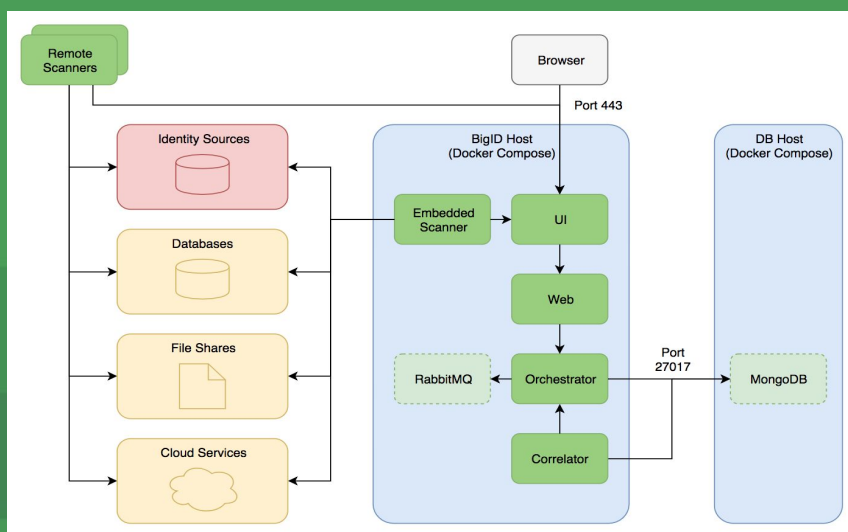 Remote
Scanners
Browser
Port 443
Identity Sources
BigID Host
(Docker Compose)
DB Host
(Docker Compose)
Embedded
Scanner
UI
Databases
Web
File Shares
Port
27017
RabbitMQ
Orchestrator
MongoDB
Cloud Services
Correlator